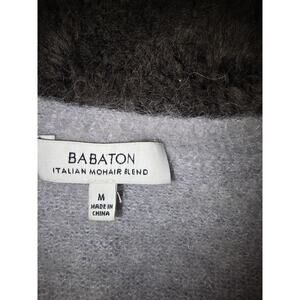 BABATON
ITALIAN MOHAIR BLEND
M
MADE IN
CHINA